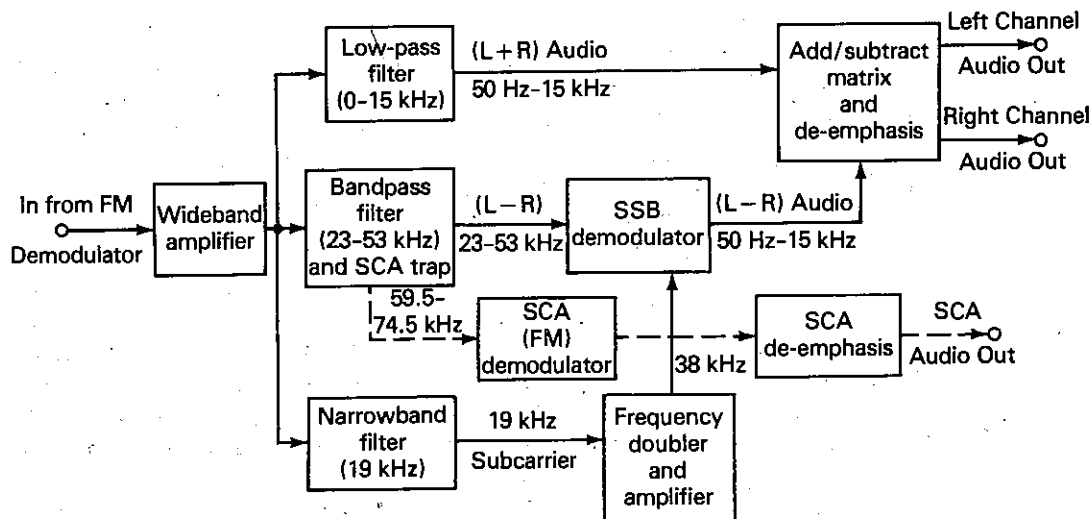 In from FM
Demodulator
Wideband
amplifier
Low-pass
filter
(0–15 kHz)
(L+R) Audio
50 Hz–15 kHz
Add/subtract
matrix
and
de-emphasis
Left Channel
Audio Out
Right Channel
Audio Out
Bandpass
filter
(23–53 kHz)
and SCA trap
(L–R)
23–53 kHz
SSB
demodulator
(L–R) Audio
50 Hz–15 kHz
59.5–
74.5 kHz
SCA
(FM)
demodulator
38 kHz
SCA
de-emphasis
SCA
Audio Out
Narrowband
filter
(19 kHz)
19 kHz
Subcarrier
Frequency
doubler
and
amplifier